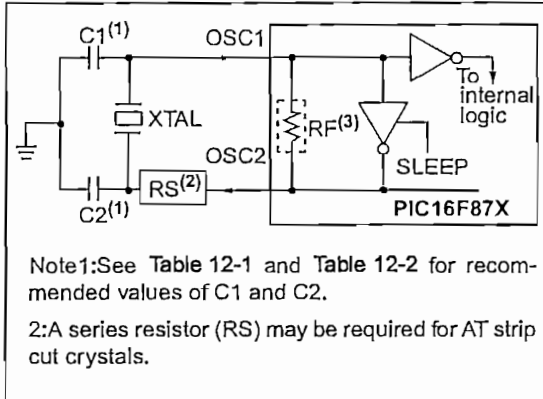 C1(1)
OSC1
To
internal
logic
XTAL
RF(3)
OSC2
SLEEP
RS(2)
C2(1)
PIC16F87X
Note1:See Table 12-1 and Table 12-2 for recom-
mended values of C1 and C2.
2:A series resistor (RS) may be required for AT strip
cut crystals.